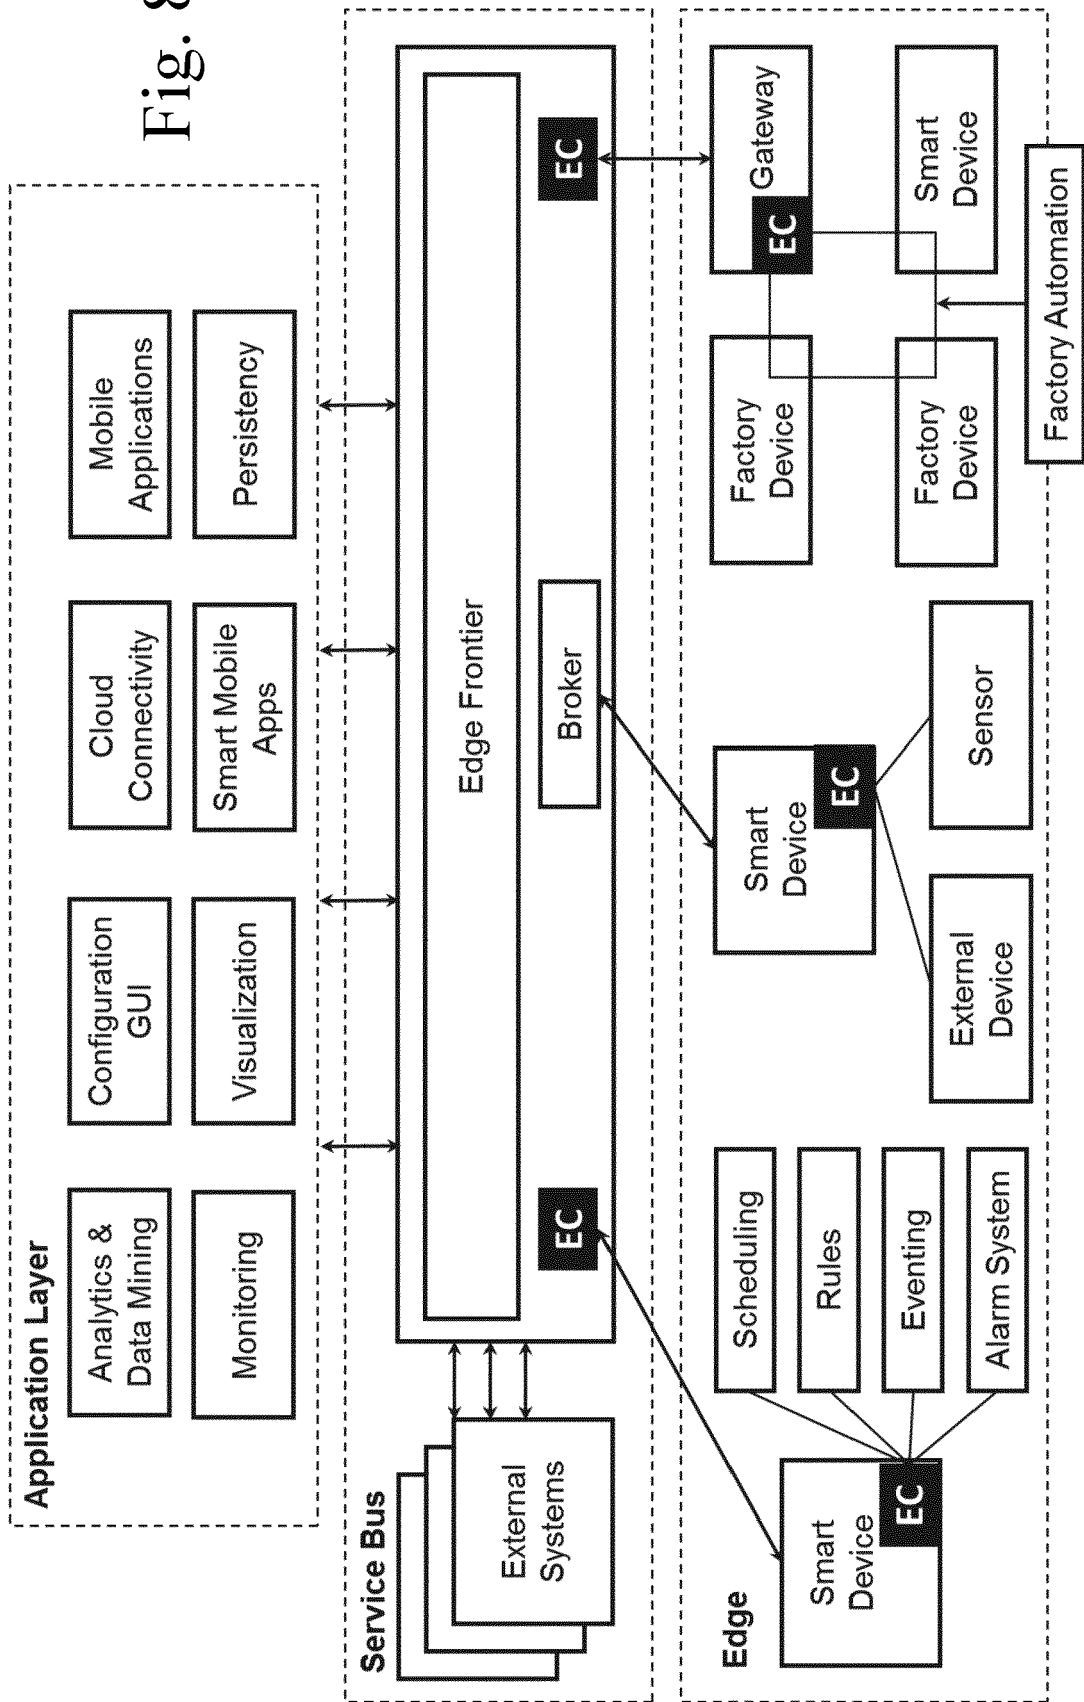 Fig. 8
Application Layer
Analytics &
Data Mining
Configuration
GUI
Cloud
Connectivity
Mobile
Applications
Monitoring
Visualization
Smart Mobile
Apps
Persistency
Service Bus
External
Systems
Edge Frontier
EC
Broker
EC
Edge
Smart
Device
EC
Scheduling
Rules
Eventing
Alarm System
Smart
Device
EC
External
Device
Sensor
Factory
Device
Gateway
EC
Factory
Device
Smart
Device
Factory Automation